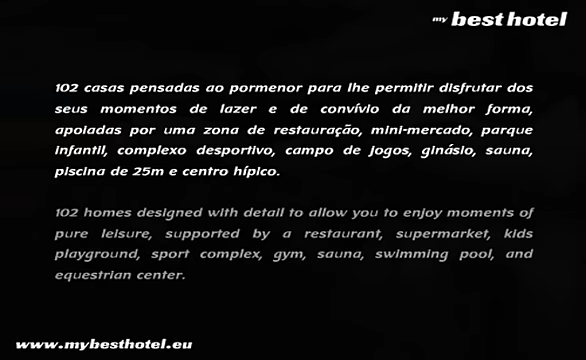 my best hotel
102 casas pensadas ao pormenor para lhe permitir disfrutar dos
seus momentos de lazer e de convívio da melhor forma,
apoiadas por uma zona de restauração, mini-mercado, parque
infantil, complexo desportivo, campo de jogos, ginásio, sauna,
piscina de 25m e centro hípico.
102 homes designed with detail to allow you to enjoy moments of
pure leisure, supported by a restaurant, supermarket, kids
playground, sport complex, gym, sauna, swimming pool, and
equestrian center.
www.mybesthotel.eu